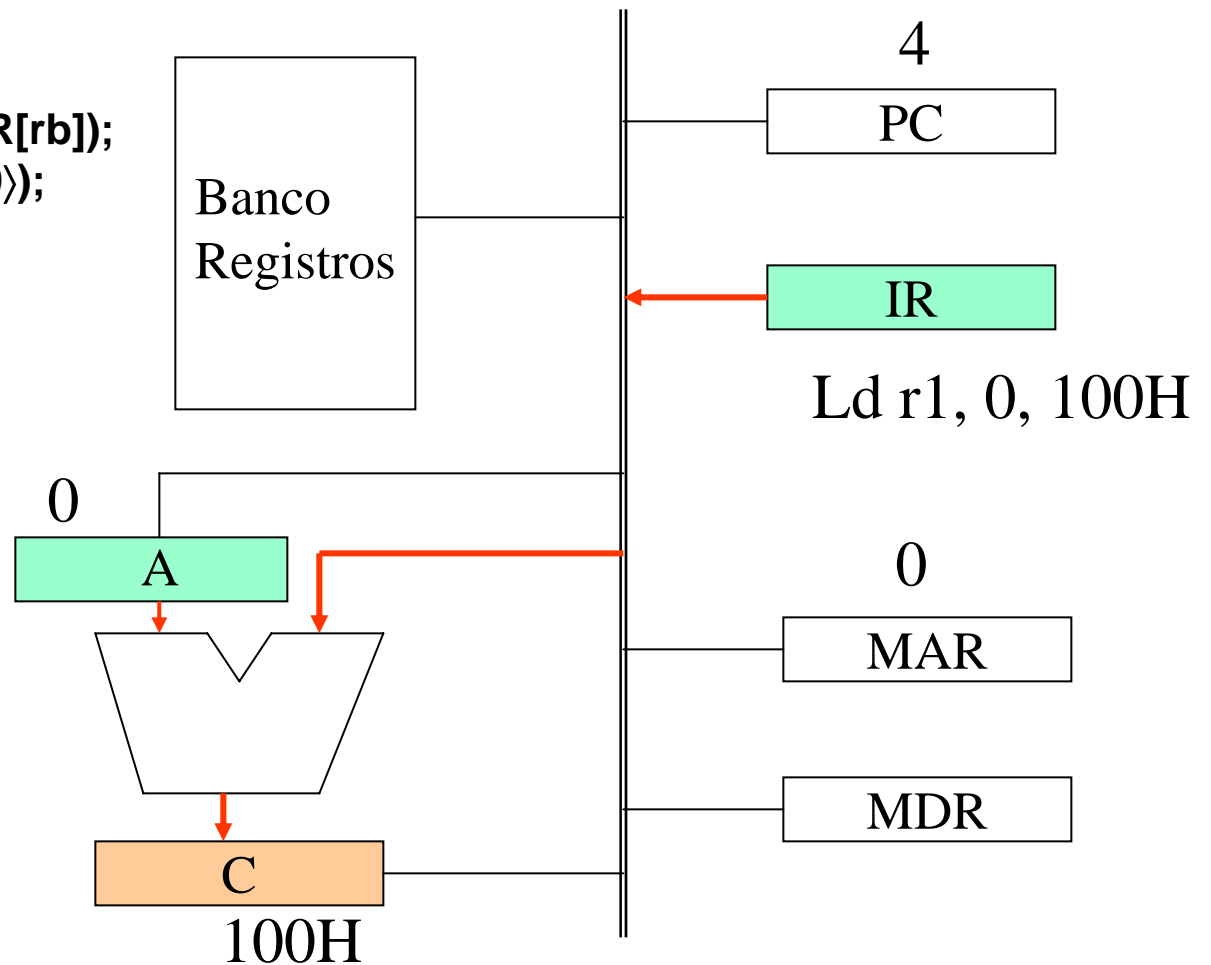 R[rb]);
⟩);
4
PC
Banco
Registros
IR
Ld r1, 0, 100H
0
A
0
MAR
MDR
C
100H